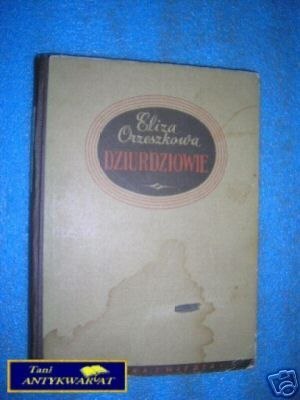 Eliza
Orzeszkowa
DZIURDZIOWIE
Tani
ANTYKWARIAT